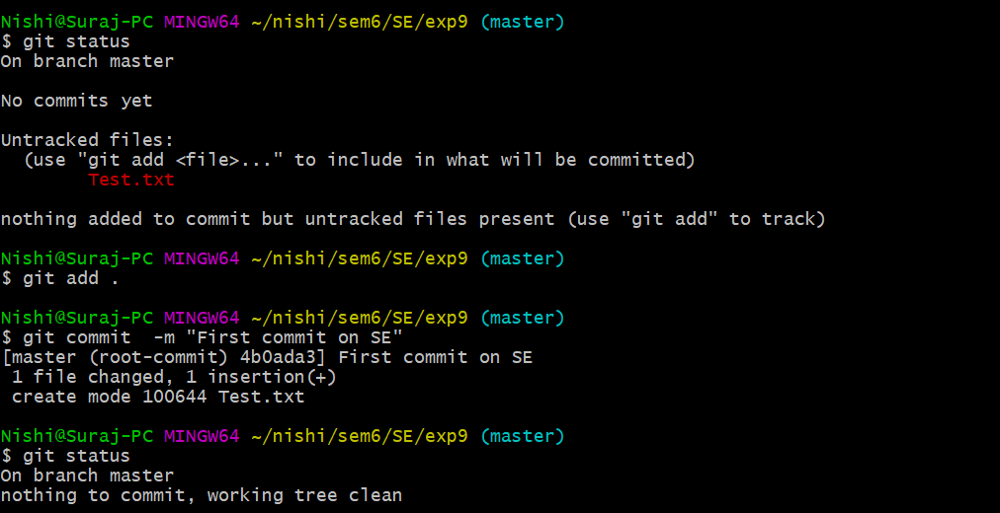 Nishi@Suraj-PC MINGW64 ~/nishi/sem6/SE/exp9 (master)
$ git status
On branch master
No commits yet
Untracked files:
(use "git add <file>..." to include in what will be committed)
Test.txt
nothing added to commit but untracked files present (use "git add" to track)
Nishi@Suraj-PC MINGW64 ~/nishi/sem6/SE/exp9 (master)
$ git add .
Nishi@Suraj-PC MINGW64 ~/nishi/sem6/SE/exp9 (master)
$ git commit  -m "First commit on SE"
[master (root-commit) 4b0ada3] First commit on SE
1 file changed, 1 insertion(+)
create mode 100644 Test.txt
Nishi@Suraj-PC MINGW64 ~/nishi/sem6/SE/exp9 (master)
$ git status
On branch master
nothing to commit, working tree clean